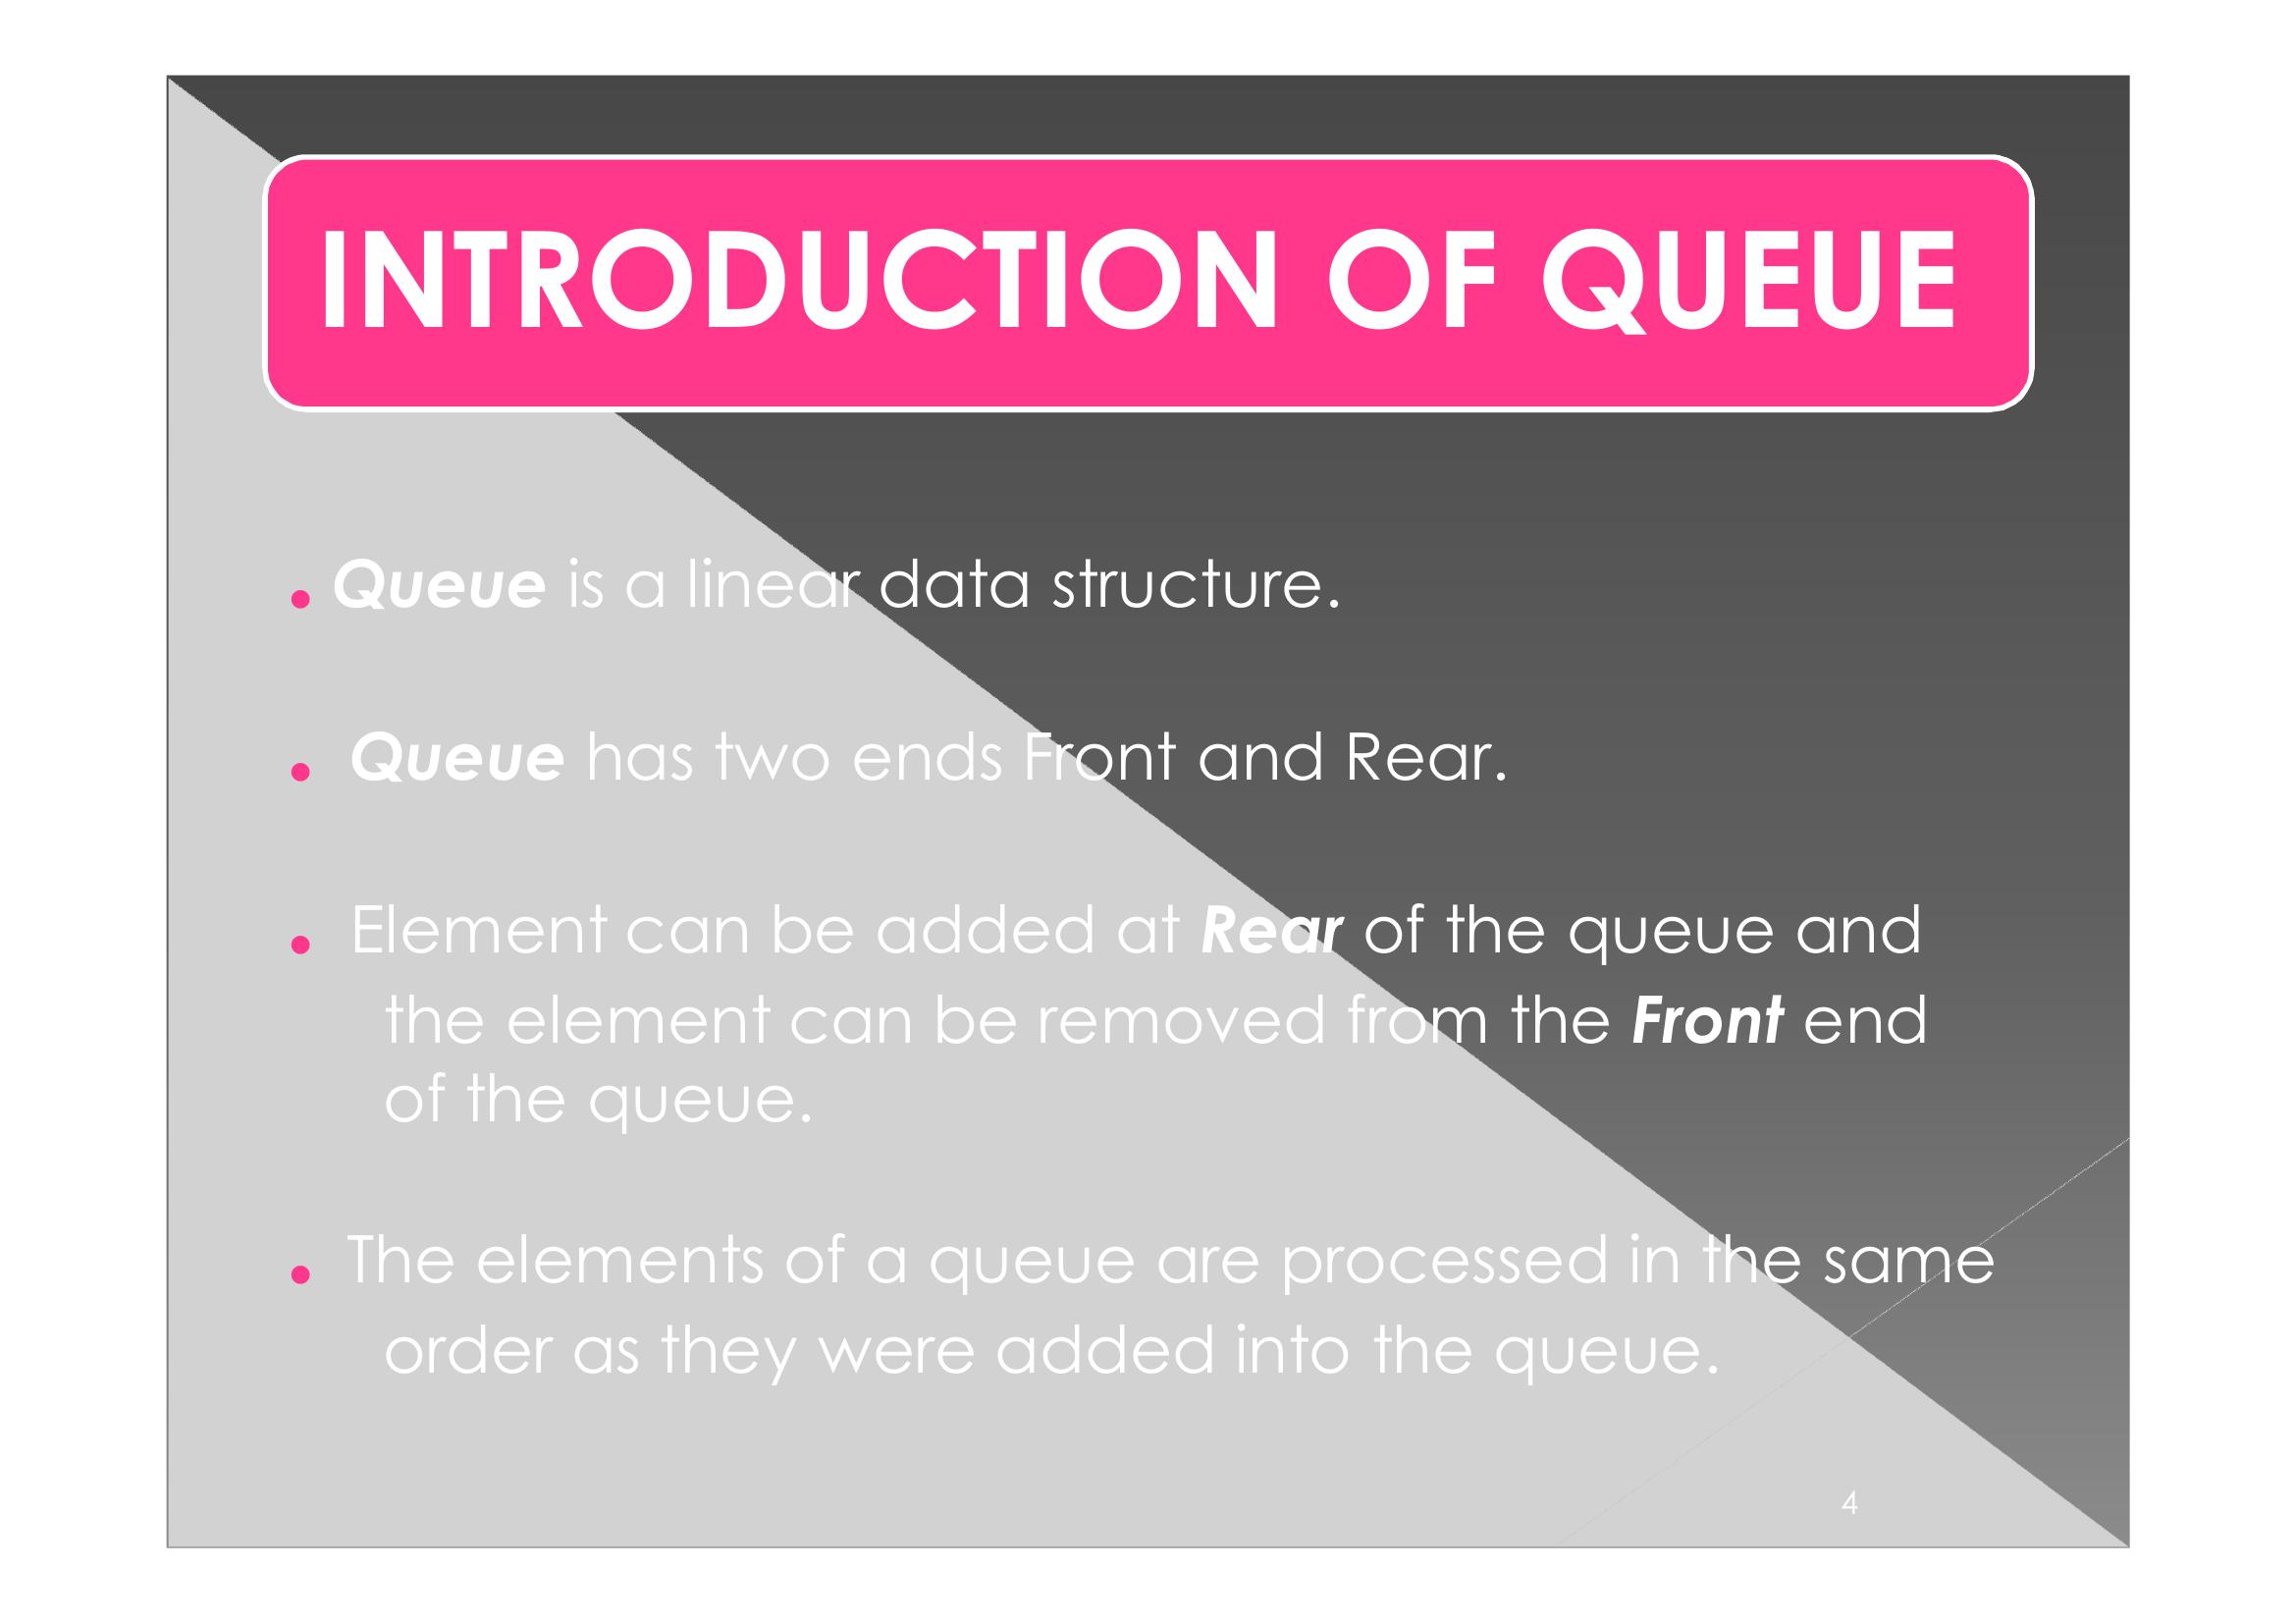 INTRODUCTION OF QUEUE
• Queue is a linear data structure.
• Queue has two ends Front and Rear.
• Element can be added at Rear of the queue and
the element can be removed from the Front end
of the queue.
• The elements of a queue are processed in the same
order as they were added into the queue.
4